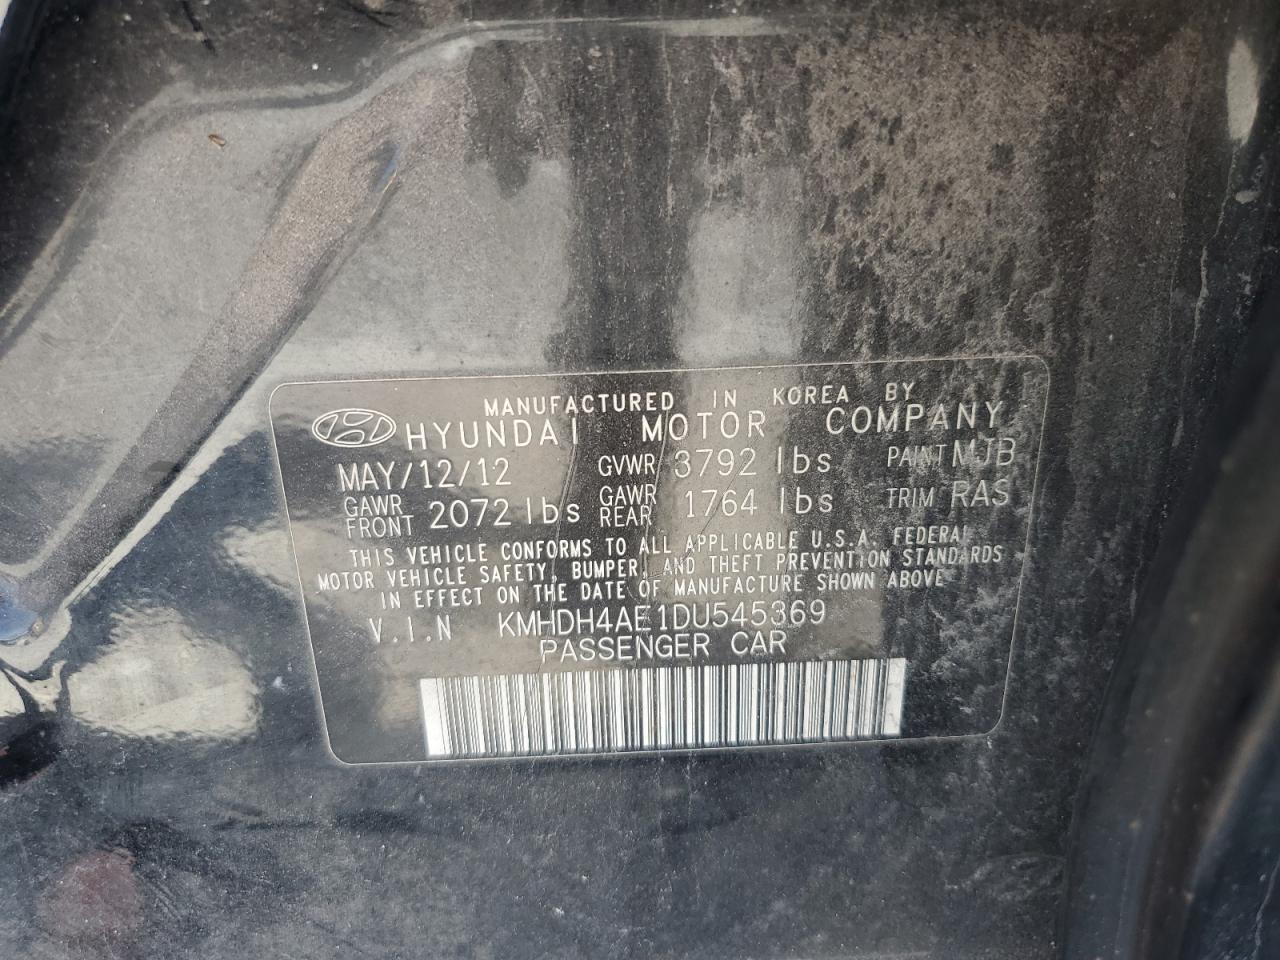 MANUFACTURED IN KOREA BY
HYUNDAI MOTOR COMPANY
MAY/12/12 GVWR 3792 lbs PAINT MJB
GAWR FRONT 2072 lbs GAWR REAR 1764 lbs TRIM RAS
THIS VEHICLE CONFORMS TO ALL APPLICABLE U.S.A. FEDERAL
MOTOR VEHICLE SAFETY, BUMPER, AND THEFT PREVENTION STANDARDS
IN EFFECT ON THE DATE OF MANUFACTURE SHOWN ABOVE
V.I.N KMHDH4AE1DU545369
PASSENGER CAR